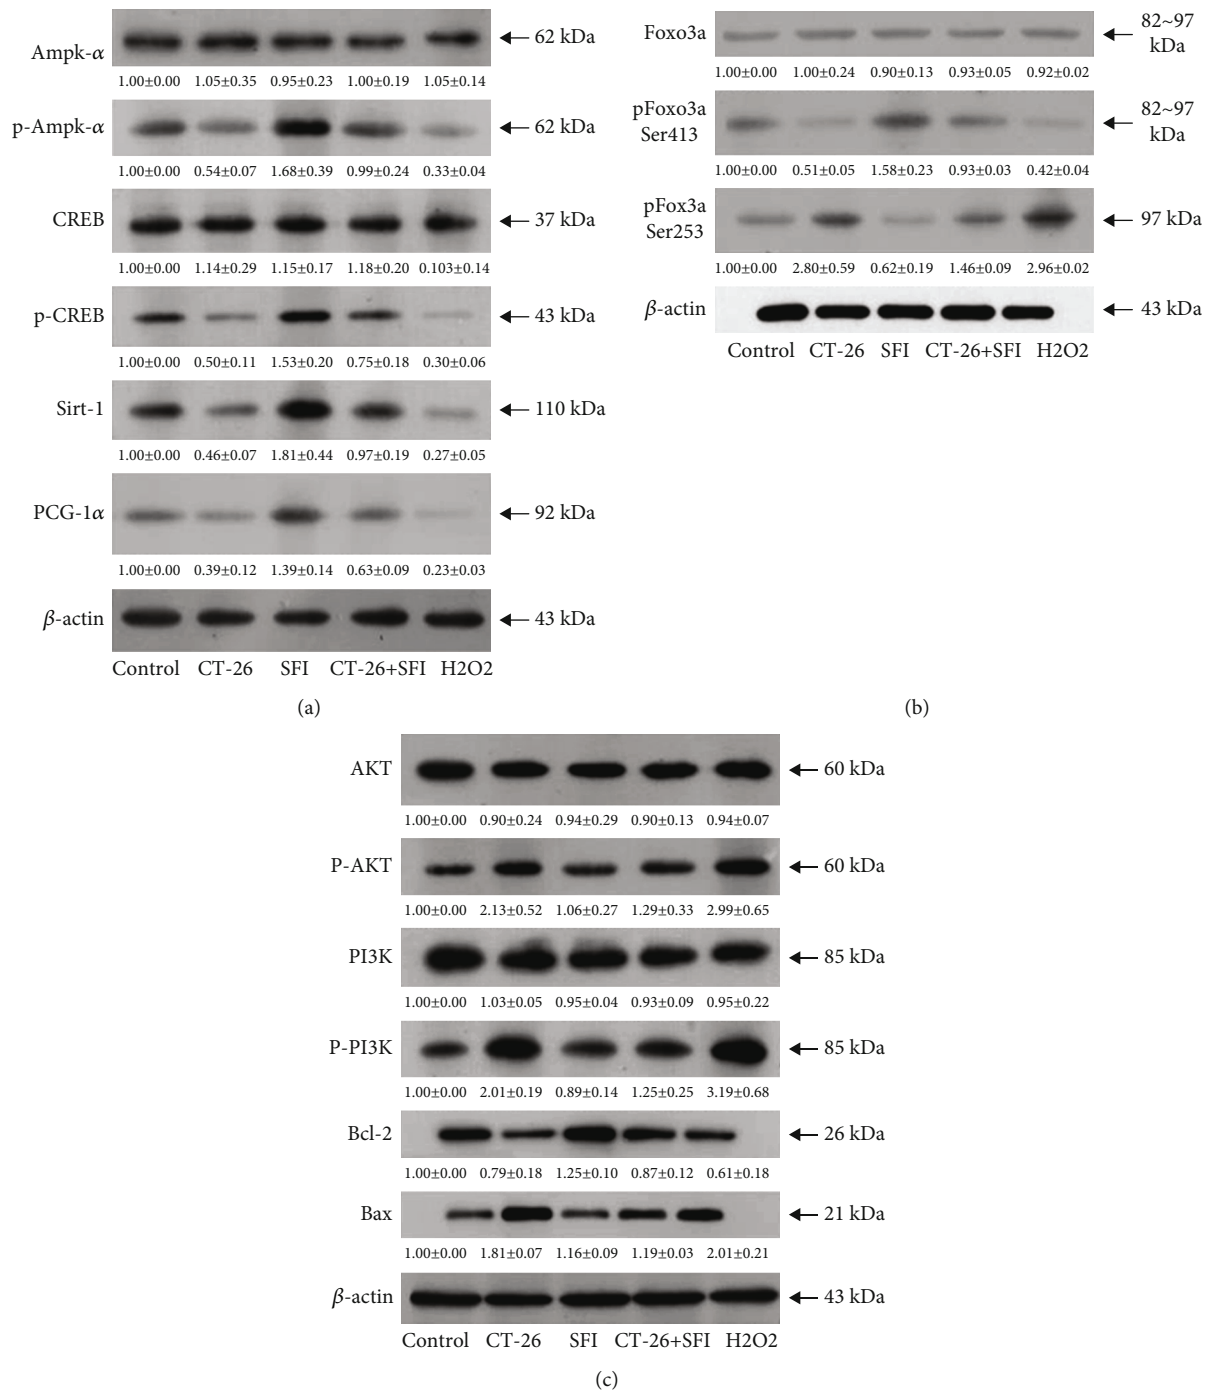 Ampk-α ← 62 kDa
1.00±0.00 1.05±0.35 0.95±0.23 1.00±0.19 1.05±0.14
p-Ampk-α ← 62 kDa
1.00±0.00 0.54±0.07 1.68±0.39 0.99±0.24 0.33±0.04
CREB ← 37 kDa
1.00±0.00 1.14±0.29 1.15±0.17 1.18±0.20 0.103±0.14
p-CREB ← 43 kDa
1.00±0.00 0.50±0.11 1.53±0.20 0.75±0.18 0.30±0.06
Sirt-1 ← 110 kDa
1.00±0.00 0.46±0.07 1.81±0.44 0.97±0.19 0.27±0.05
PCG-1α ← 92 kDa
1.00±0.00 0.39±0.12 1.39±0.14 0.63±0.09 0.23±0.03
β-actin ← 43 kDa
Control CT-26 SFI CT-26+SFI H2O2
(a)
Foxo3a ← 82~97
kDa
1.00±0.00 1.00±0.24 0.90±0.13 0.93±0.05 0.92±0.02
pFoxo3a ← 82~97
Ser413 kDa
1.00±0.00 0.51±0.05 1.58±0.23 0.93±0.03 0.42±0.04
pFox3a
Ser253 ← 97 kDa
1.00±0.00 2.80±0.59 0.62±0.19 1.46±0.09 2.96±0.02
β-actin ← 43 kDa
Control CT-26 SFI CT-26+SFI H2O2
(b)
AKT ← 60 kDa
1.00±0.00 0.90±0.24 0.94±0.29 0.90±0.13 0.94±0.07
P-AKT ← 60 kDa
1.00±0.00 2.13±0.52 1.06±0.27 1.29±0.33 2.99±0.65
PI3K ← 85 kDa
1.00±0.00 1.03±0.05 0.95±0.04 0.93±0.09 0.95±0.22
P-PI3K ← 85 kDa
1.00±0.00 2.01±0.19 0.89±0.14 1.25±0.25 3.19±0.68
Bcl-2 ← 26 kDa
1.00±0.00 0.79±0.18 1.25±0.10 0.87±0.12 0.61±0.18
Bax ← 21 kDa
1.00±0.00 1.81±0.07 1.16±0.09 1.19±0.03 2.01±0.21
β-actin ← 43 kDa
Control CT-26 SFI CT-26+SFI H2O2
(c)